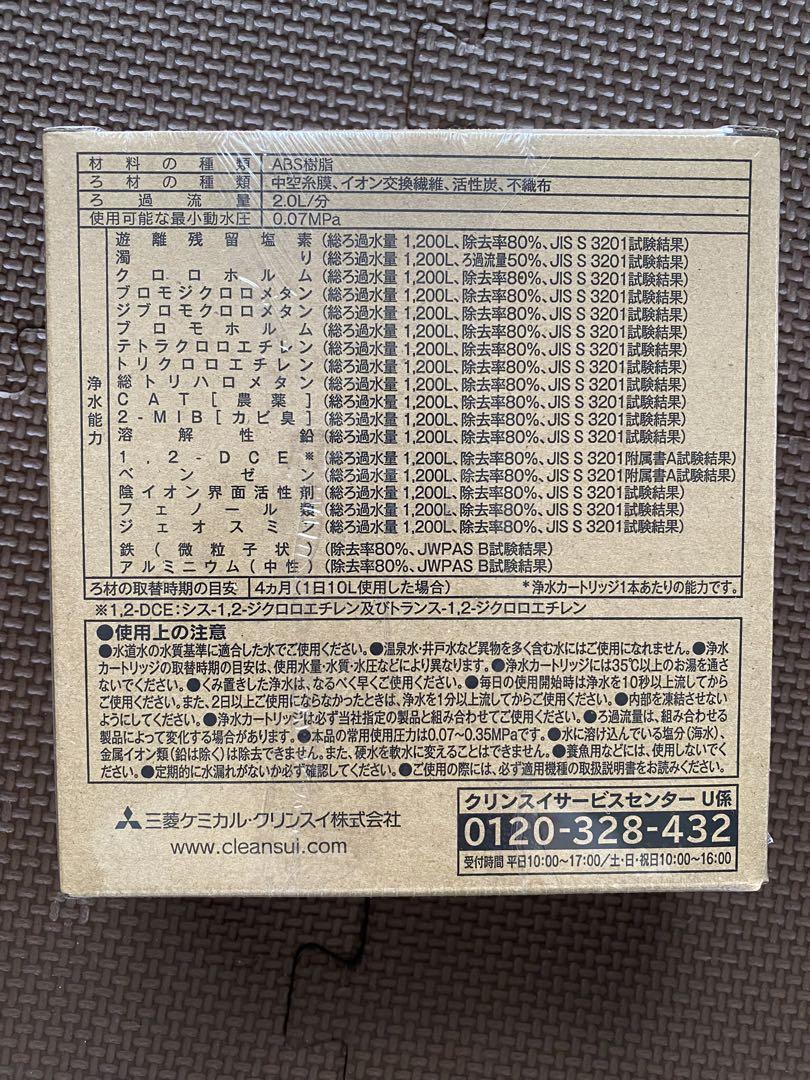 材料の種類 ABS樹脂
ろ材の種類 中空糸膜、イオン交換繊維、活性炭、不織布
ろ過流量 2.0L/分
使用可能な最小動水圧 0.07MPa
浄水能力
遊離残留塩素 (総ろ過水量 1,200L、除去率80%、JIS S 3201試験結果)
濁り (総ろ過水量 1,200L、ろ過流量50%、JIS S 3201試験結果)
クロロホルム (総ろ過水量 1,200L、除去率80%、JIS S 3201試験結果)
ブロモジクロロメタン (総ろ過水量 1,200L、除去率80%、JIS S 3201試験結果)
ジブロモクロロメタン (総ろ過水量 1,200L、除去率80%、JIS S 3201試験結果)
ブロモホルム (総ろ過水量 1,200L、除去率80%、JIS S 3201試験結果)
テトラクロロエチレン (総ろ過水量 1,200L、除去率80%、JIS S 3201試験結果)
トリクロロエチレン (総ろ過水量 1,200L、除去率80%、JIS S 3201試験結果)
総トリハロメタン (総ろ過水量 1,200L、除去率80%、JIS S 3201試験結果)
CAT[農薬] (総ろ過水量 1,200L、除去率80%、JIS S 3201試験結果)
2-MIB[カビ臭] (総ろ過水量 1,200L、除去率80%、JIS S 3201試験結果)
溶解性鉛 (総ろ過水量 1,200L、除去率80%、JIS S 3201試験結果)
1,2-DCE※ (総ろ過水量 1,200L、除去率80%、JIS S 3201附属書A試験結果)
ベンゼン (総ろ過水量 1,200L、除去率80%、JIS S 3201附属書A試験結果)
陰イオン界面活性剤 (総ろ過水量 1,200L、除去率80%、JIS S 3201試験結果)
フェノール類 (総ろ過水量 1,200L、除去率80%、JIS S 3201試験結果)
ジェオスミン (総ろ過水量 1,200L、除去率80%、JIS S 3201試験結果)
鉄(微粒子状) (除去率80%、JWPAS B試験結果)
アルミニウム(中性) (除去率80%、JWPAS B試験結果)
ろ材の取替時期の目安 4ヵ月(1日10L使用した場合) *浄水カートリッジ1本あたりの能力です。
※1,2-DCE:シス-1,2-ジクロロエチレン及びトランス-1,2-ジクロロエチレン
●使用上の注意
●水道水の水質基準に適合した水でご使用ください。●温泉水・井戸水など異物を多く含む水にはご使用になれません。●浄水
カートリッジの取替時期の目安は、使用水量・水質・水圧などにより異なります。●浄水カートリッジには35℃以上のお湯を通さ
ないでください。●くみ置きした浄水は、なるべく早くご使用ください。●毎日の使用開始時は浄水を10秒以上流してから
ご使用ください。また、2日以上ご使用にならなかったときは、浄水を1分以上流してからご使用ください。●内部を凍結させない
ようにしてください。●浄水カートリッジは必ず当社指定の製品と組み合わせてご使用ください。●ろ過流量は、組み合わせる
製品によって変化する場合があります。●本品の常用使用圧力は0.07~0.35MPaです。●水に溶け込んでいる塩分(海水)、
金属イオン類(鉛は除く)は除去できません。また、硬水を軟水に変えることはできません。●養魚用などには、使用しないでく
ださい。●定期的に水漏れがないか必ず確認してください。●ご使用の際には、必ず適用機種の取扱説明書をお読みください。
三菱ケミカル・クリンスイ株式会社
www.cleansui.com
クリンスイサービスセンター U係
0120-328-432
受付時間 平日10:00~17:00/土・日・祝日10:00~16:00